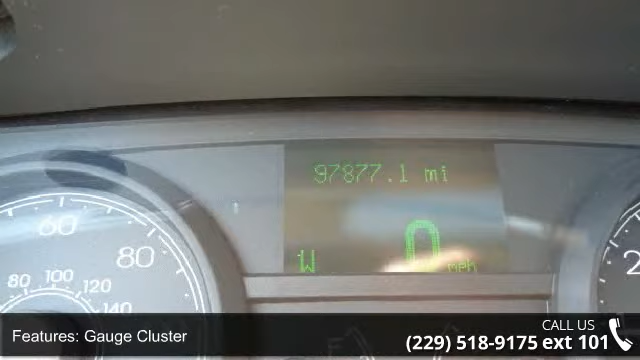 97877.1 mi
60
80
0
W
mph
80
100
120
140
2
F
CALL US
Features: Gauge Cluster
(229) 518-9175 ext 101